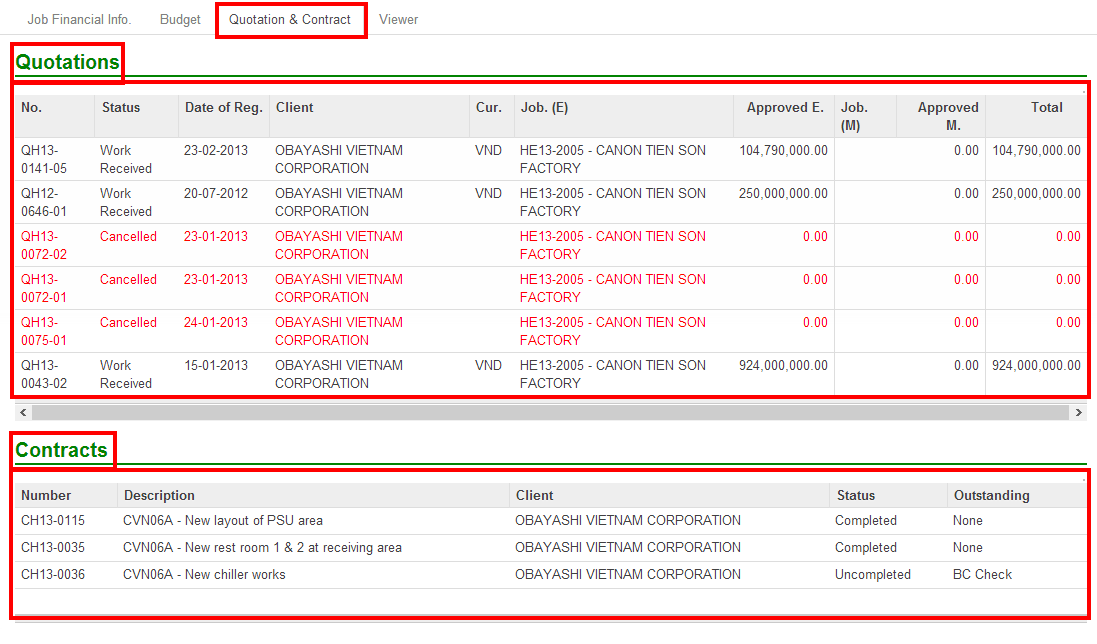 Job Financial Info. Budget Quotation & Contract Viewer
Quotations
No. Status Date of Reg. Client Cur. Job. (E) Approved E. Job. (M) Approved M. Total
QH13-0141-05 Work Received 23-02-2013 OBAYASHI VIETNAM CORPORATION VND HE13-2005 - CANON TIEN SON FACTORY 104,790,000.00 0.00 104,790,000.00
QH12-0646-01 Work Received 20-07-2012 OBAYASHI VIETNAM CORPORATION VND HE13-2005 - CANON TIEN SON FACTORY 250,000,000.00 0.00 250,000,000.00
QH13-0072-02 Cancelled 23-01-2013 OBAYASHI VIETNAM CORPORATION HE13-2005 - CANON TIEN SON FACTORY 0.00 0.00 0.00
QH13-0072-01 Cancelled 23-01-2013 OBAYASHI VIETNAM CORPORATION HE13-2005 - CANON TIEN SON FACTORY 0.00 0.00 0.00
QH13-0075-01 Cancelled 24-01-2013 OBAYASHI VIETNAM CORPORATION HE13-2005 - CANON TIEN SON FACTORY 0.00 0.00 0.00
QH13-0043-02 Work Received 15-01-2013 OBAYASHI VIETNAM CORPORATION VND HE13-2005 - CANON TIEN SON FACTORY 924,000,000.00 0.00 924,000,000.00
Contracts
Number Description Client Status Outstanding
CH13-0115 CVN06A - New layout of PSU area OBAYASHI VIETNAM CORPORATION Completed None
CH13-0035 CVN06A - New rest room 1 & 2 at receiving area OBAYASHI VIETNAM CORPORATION Completed None
CH13-0036 CVN06A - New chiller works OBAYASHI VIETNAM CORPORATION Uncompleted BC Check